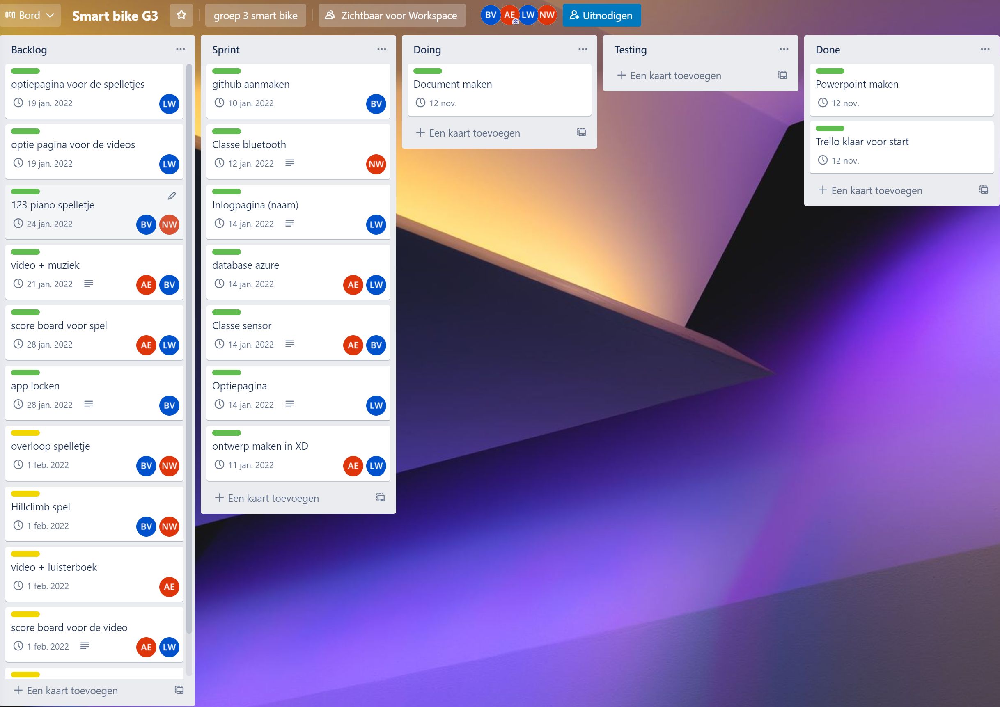 Bord
Smart bike G3
groep 3 smart bike
Zichtbaar voor Workspace
BV AE LW NW
Uitnodigen
Backlog
optiepagina voor de spelletjes
19 jan. 2022 LW
optie pagina voor de videos
19 jan. 2022 LW
123 piano spelletje
24 jan. 2022 BV NW
video + muziek
21 jan. 2022 AE BV
score board voor spel
28 jan. 2022 AE LW
app locken
28 jan. 2022 BV
overloop spelletje
1 feb. 2022 BV NW
Hillclimb spel
1 feb. 2022 BV NW
video + luisterboek
1 feb. 2022 AE
score board voor de video
1 feb. 2022 AE LW
+ Een kaart toevoegen
Sprint
github aanmaken
10 jan. 2022 BV
Classe bluetooth
12 jan. 2022 NW
Inlogpagina (naam)
14 jan. 2022 LW
database azure
14 jan. 2022 AE LW
Classe sensor
14 jan. 2022 AE BV
Optiepagina
14 jan. 2022 LW
ontwerp maken in XD
11 jan. 2022 AE LW
+ Een kaart toevoegen
Doing
Document maken
12 nov.
+ Een kaart toevoegen
Testing
+ Een kaart toevoegen
Done
Powerpoint maken
12 nov.
Trello klaar voor start
12 nov.
+ Een kaart toevoegen